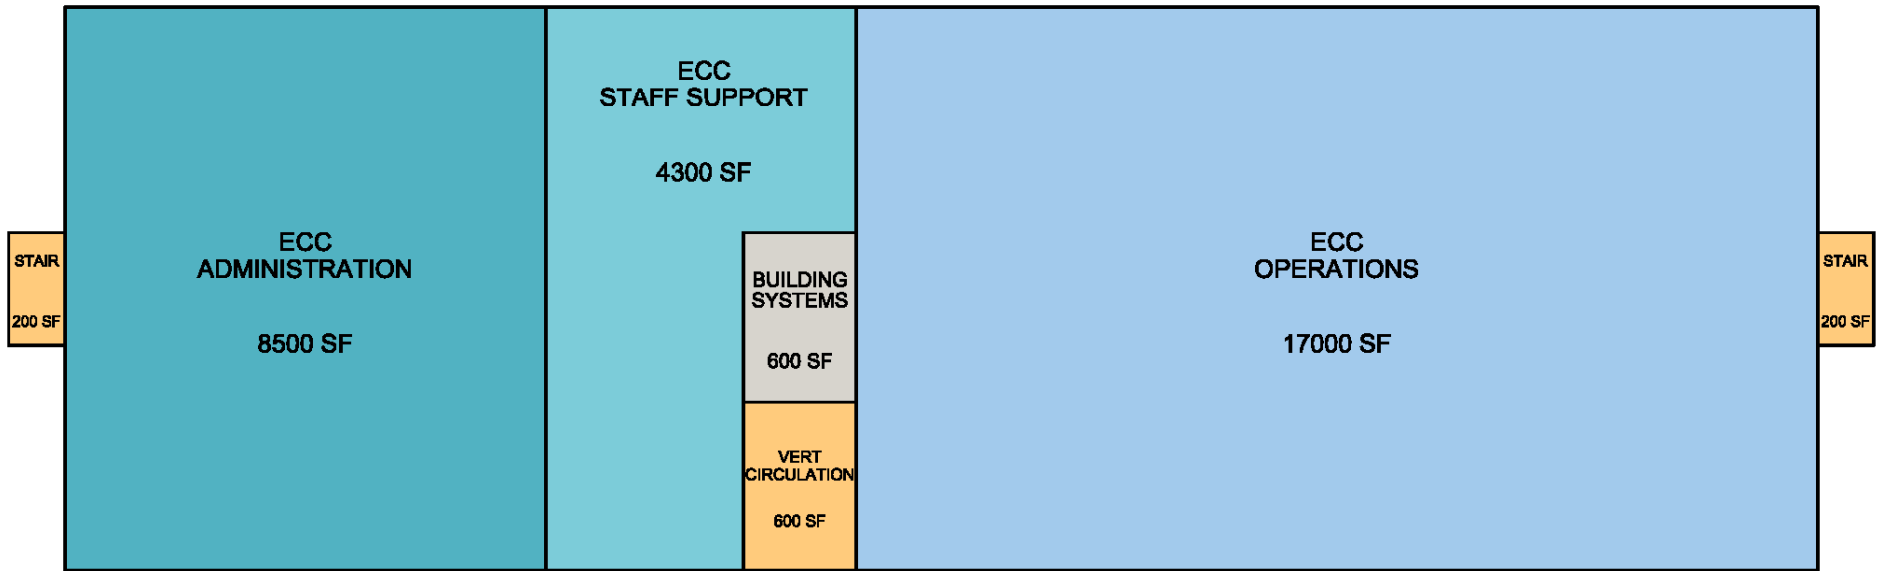 STAIR
200 SF
ECC
ADMINISTRATION
8500 SF
ECC
STAFF SUPPORT
4300 SF
BUILDING
SYSTEMS
600 SF
VERT
CIRCULATION
600 SF
ECC
OPERATIONS
17000 SF
STAIR
200 SF